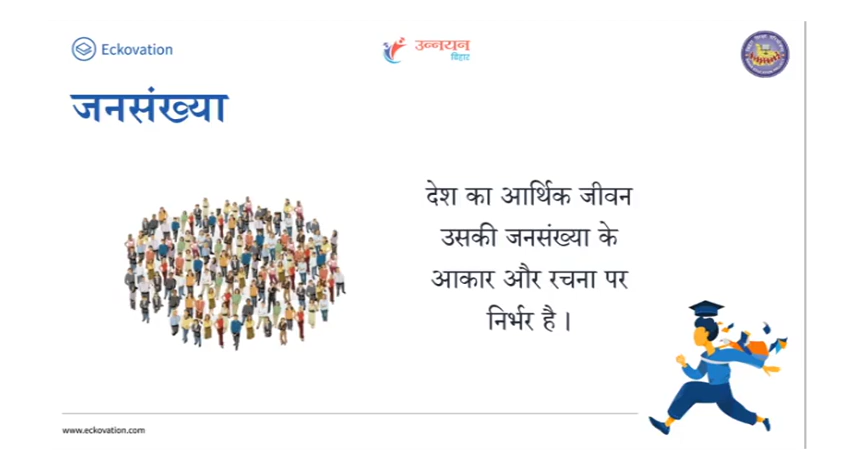 Eckovation
उन्नयन
बिहार
जनसंख्या
देश का आर्थिक जीवन
उसकी जनसंख्या के
आकार और रचना पर
निर्भर है ।
www.eckovation.com